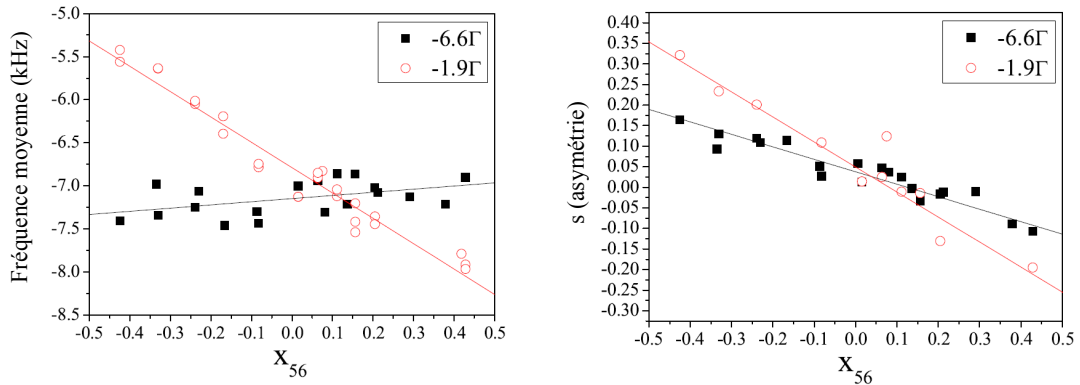 -5.0
-6.6Γ
-1.9Γ
-5.5
-6.0
-6.5
-7.0
-7.5
-8.0
-8.5
Fréquence moyenne (kHz)
-0.5 -0.4 -0.3 -0.2 -0.1 0.0 0.1 0.2 0.3 0.4 0.5
x56
0.40
-6.6Γ
-1.9Γ
0.35
0.30
0.25
0.20
0.15
0.10
0.05
0.00
-0.05
-0.10
-0.15
-0.20
-0.25
-0.30
s (asymétrie)
-0.5 -0.4 -0.3 -0.2 -0.1 0.0 0.1 0.2 0.3 0.4 0.5
x56